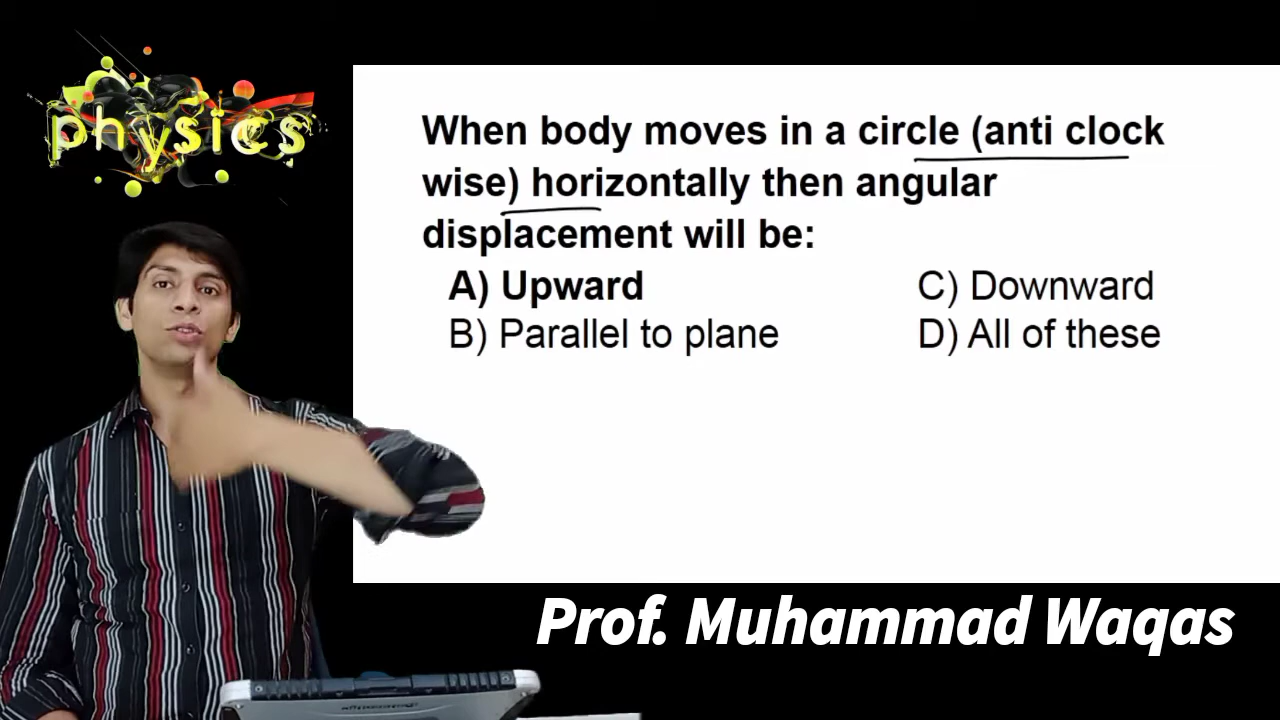 physics
When body moves in a circle (anti clock
wise) horizontally then angular
displacement will be:
A) Upward
C) Downward
B) Parallel to plane
D) All of these
Prof. Muhammad Waqas